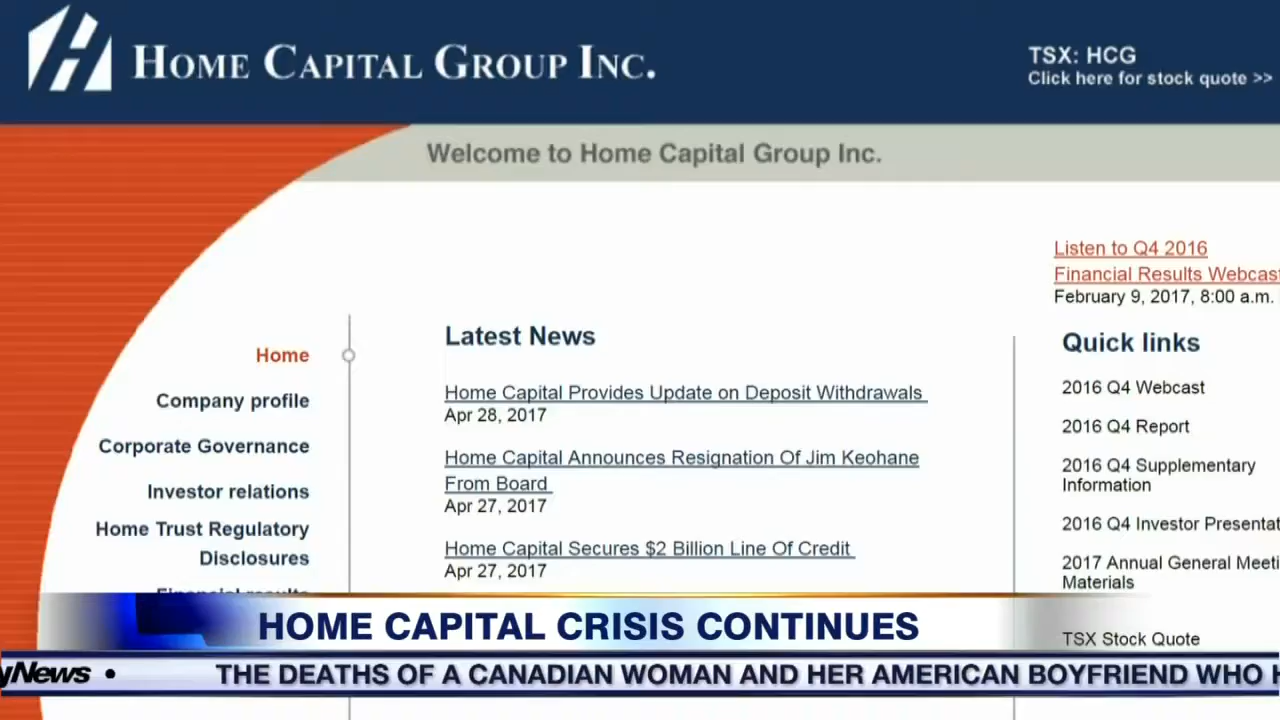 HOME CAPITAL GROUP INC.
TSX: HCG
Click here for stock quote >>
Welcome to Home Capital Group Inc.
Listen to Q4 2016
Financial Results Webcast
February 9, 2017, 8:00 a.m.
Home
Company profile
Corporate Governance
Investor relations
Home Trust Regulatory
Disclosures
Financial results
Latest News
Home Capital Provides Update on Deposit Withdrawals
Apr 28, 2017
Home Capital Announces Resignation Of Jim Keohane
From Board
Apr 27, 2017
Home Capital Secures $2 Billion Line Of Credit
Apr 27, 2017
Quick links
2016 Q4 Webcast
2016 Q4 Report
2016 Q4 Supplementary
Information
2016 Q4 Investor Presentat
2017 Annual General Meeti
Materials
TSX Stock Quote
HOME CAPITAL CRISIS CONTINUES
yNews • THE DEATHS OF A CANADIAN WOMAN AND HER AMERICAN BOYFRIEND WHO H